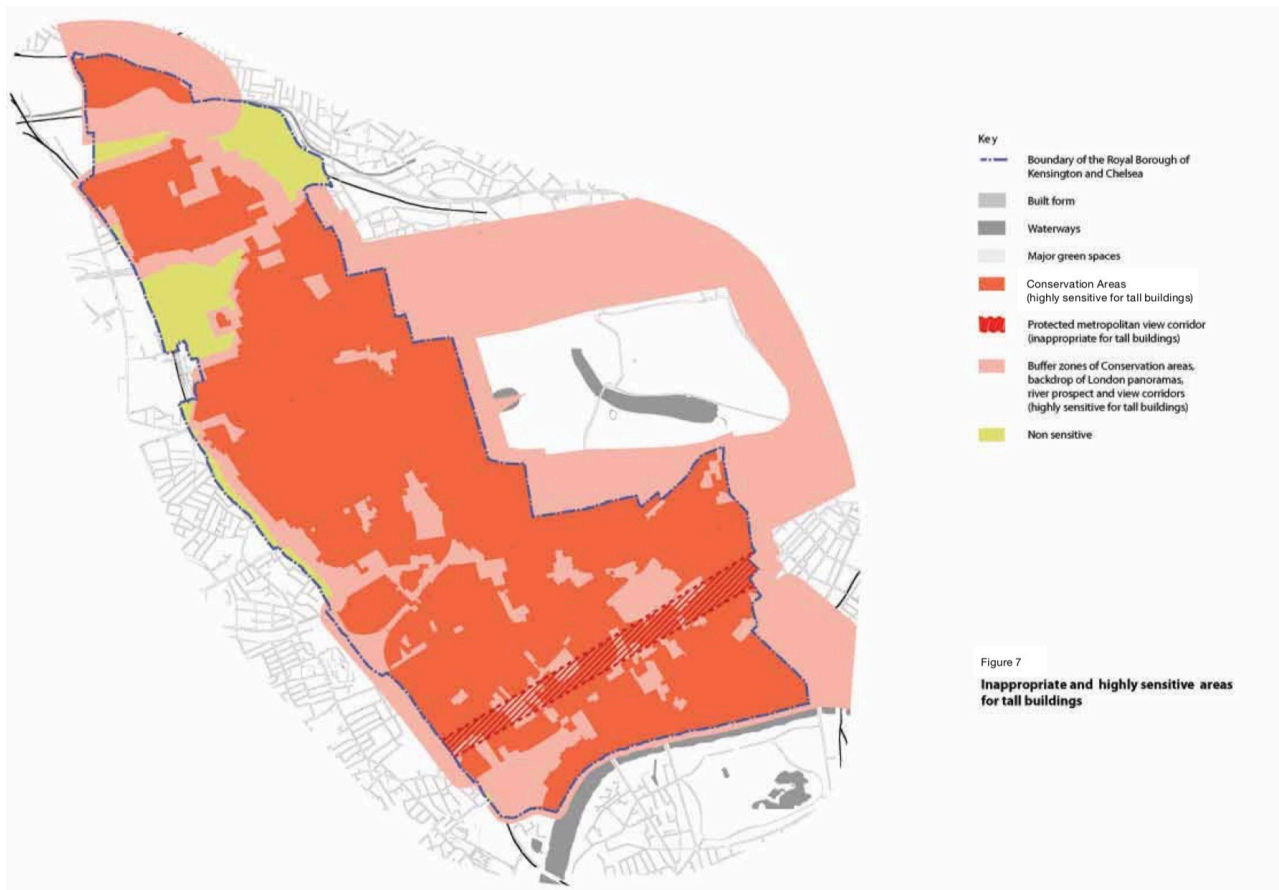 Key
Boundary of the Royal Borough of
Kensington and Chelsea
Built form
Waterways
Major green spaces
Conservation Areas
(highly sensitive for tall buildings)
Protected metropolitan view corridor
(inappropriate for tall buildings)
Buffer zones of Conservation areas,
backdrop of London panoramas,
river prospect and view corridors
(highly sensitive for tall buildings)
Non sensitive
Figure 7
Inappropriate and highly sensitive areas
for tall buildings